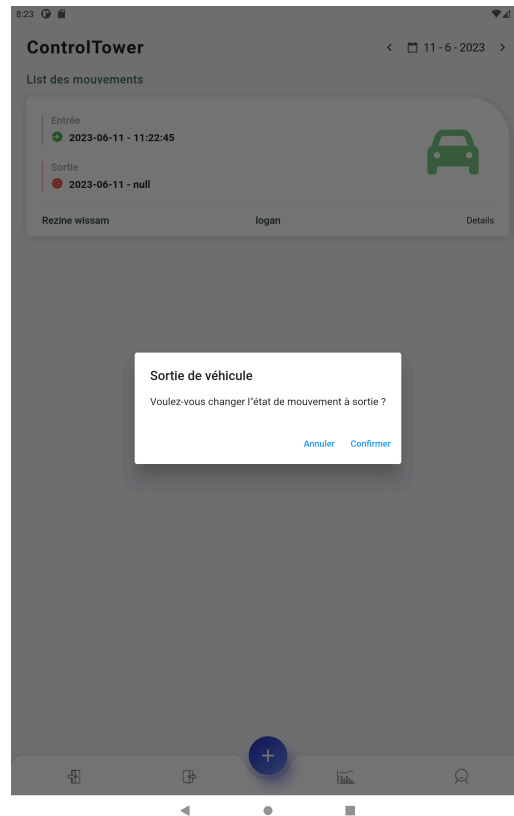 8:23
ControlTower
11 - 6 - 2023
List des mouvements
Entrée
2023-06-11 - 11:22:45
Sortie
2023-06-11 - null
Rezine wissam logan Details
Sortie de véhicule
Voulez-vous changer l"état de mouvement à sortie ?
Annuler Confirmer